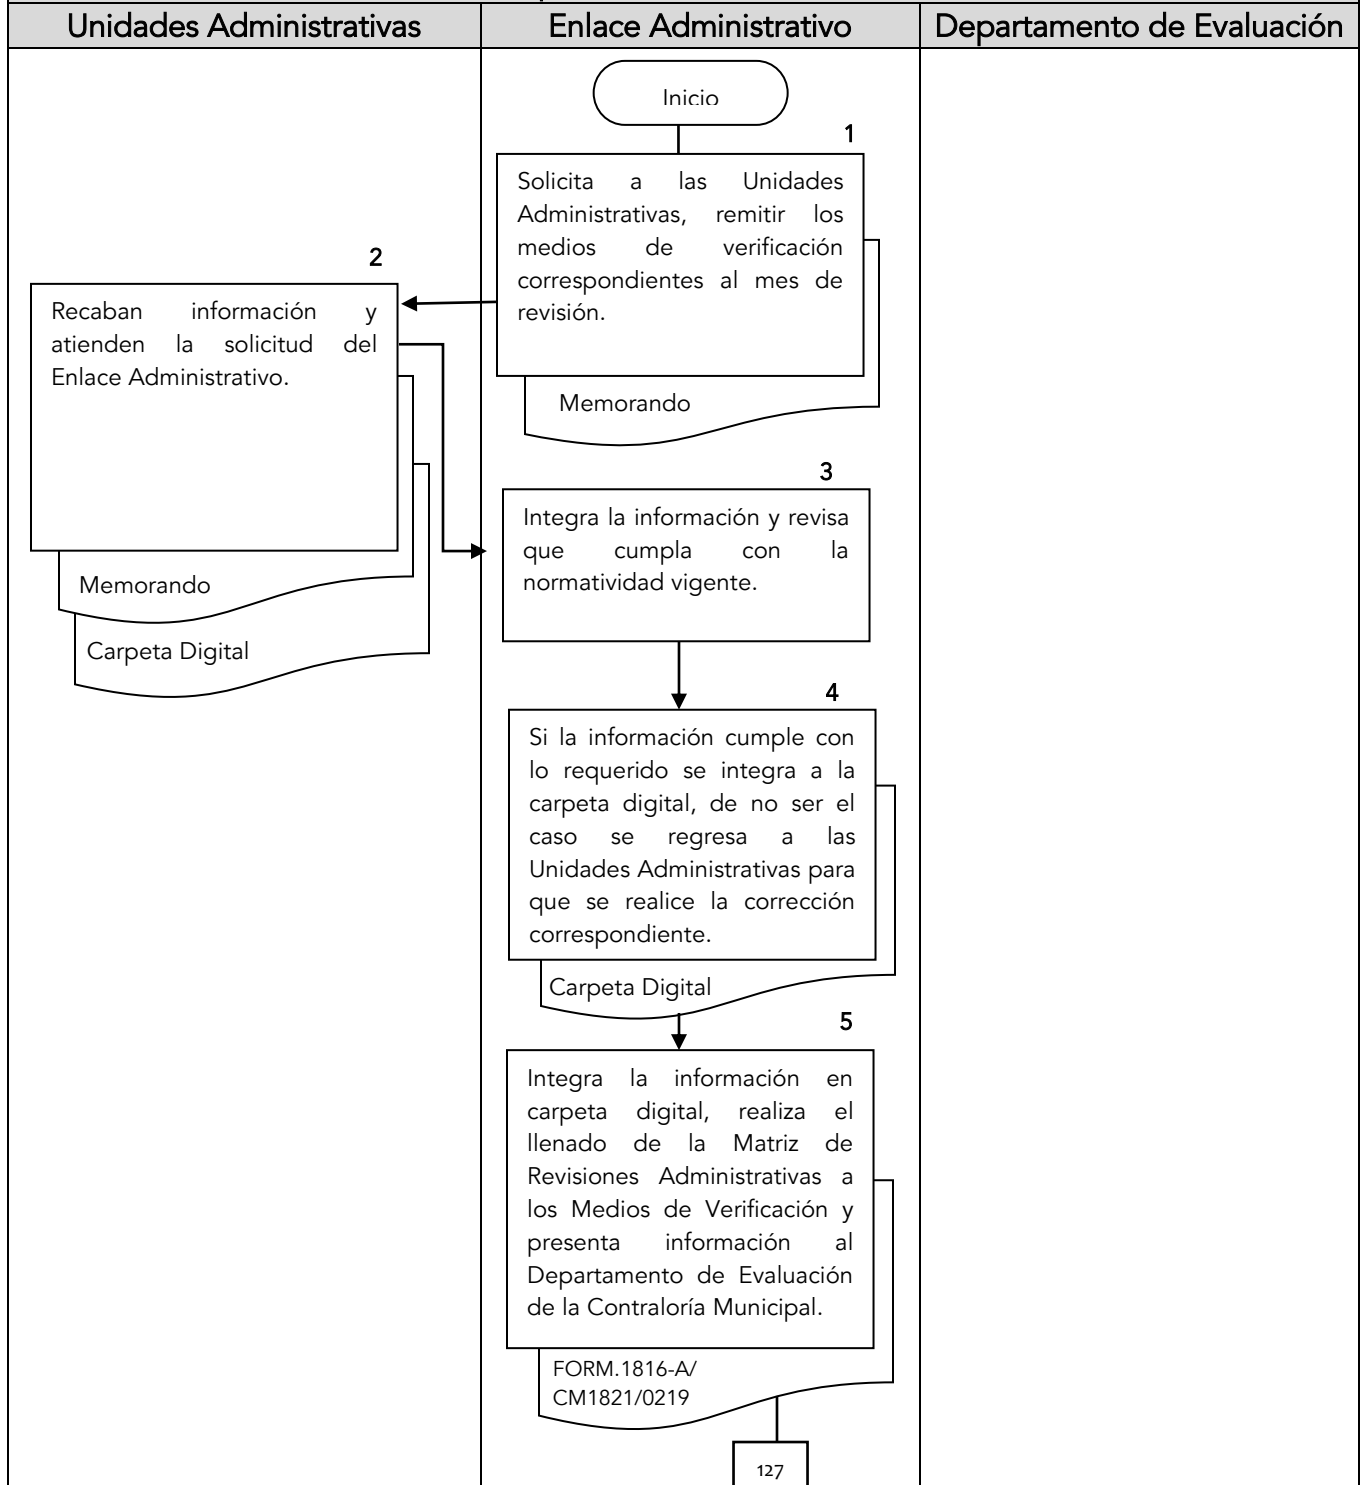 Unidades Administrativas
Enlace Administrativo
Departamento de Evaluación
Inicio
1
Solicita a las Unidades
Administrativas, remitir los
medios de verificación
correspondientes al mes de
revisión.
Memorando
2
Recaban información y
atienden la solicitud del
Enlace Administrativo.
Memorando
Carpeta Digital
3
Integra la información y revisa
que cumpla con la
normatividad vigente.
4
Si la información cumple con
lo requerido se integra a la
carpeta digital, de no ser el
caso se regresa a las
Unidades Administrativas para
que se realice la corrección
correspondiente.
Carpeta Digital
5
Integra la información en
carpeta digital, realiza el
llenado de la Matriz de
Revisiones Administrativas a
los Medios de Verificación y
presenta información al
Departamento de Evaluación
de la Contraloría Municipal.
FORM.1816-A/
CM1821/0219
127